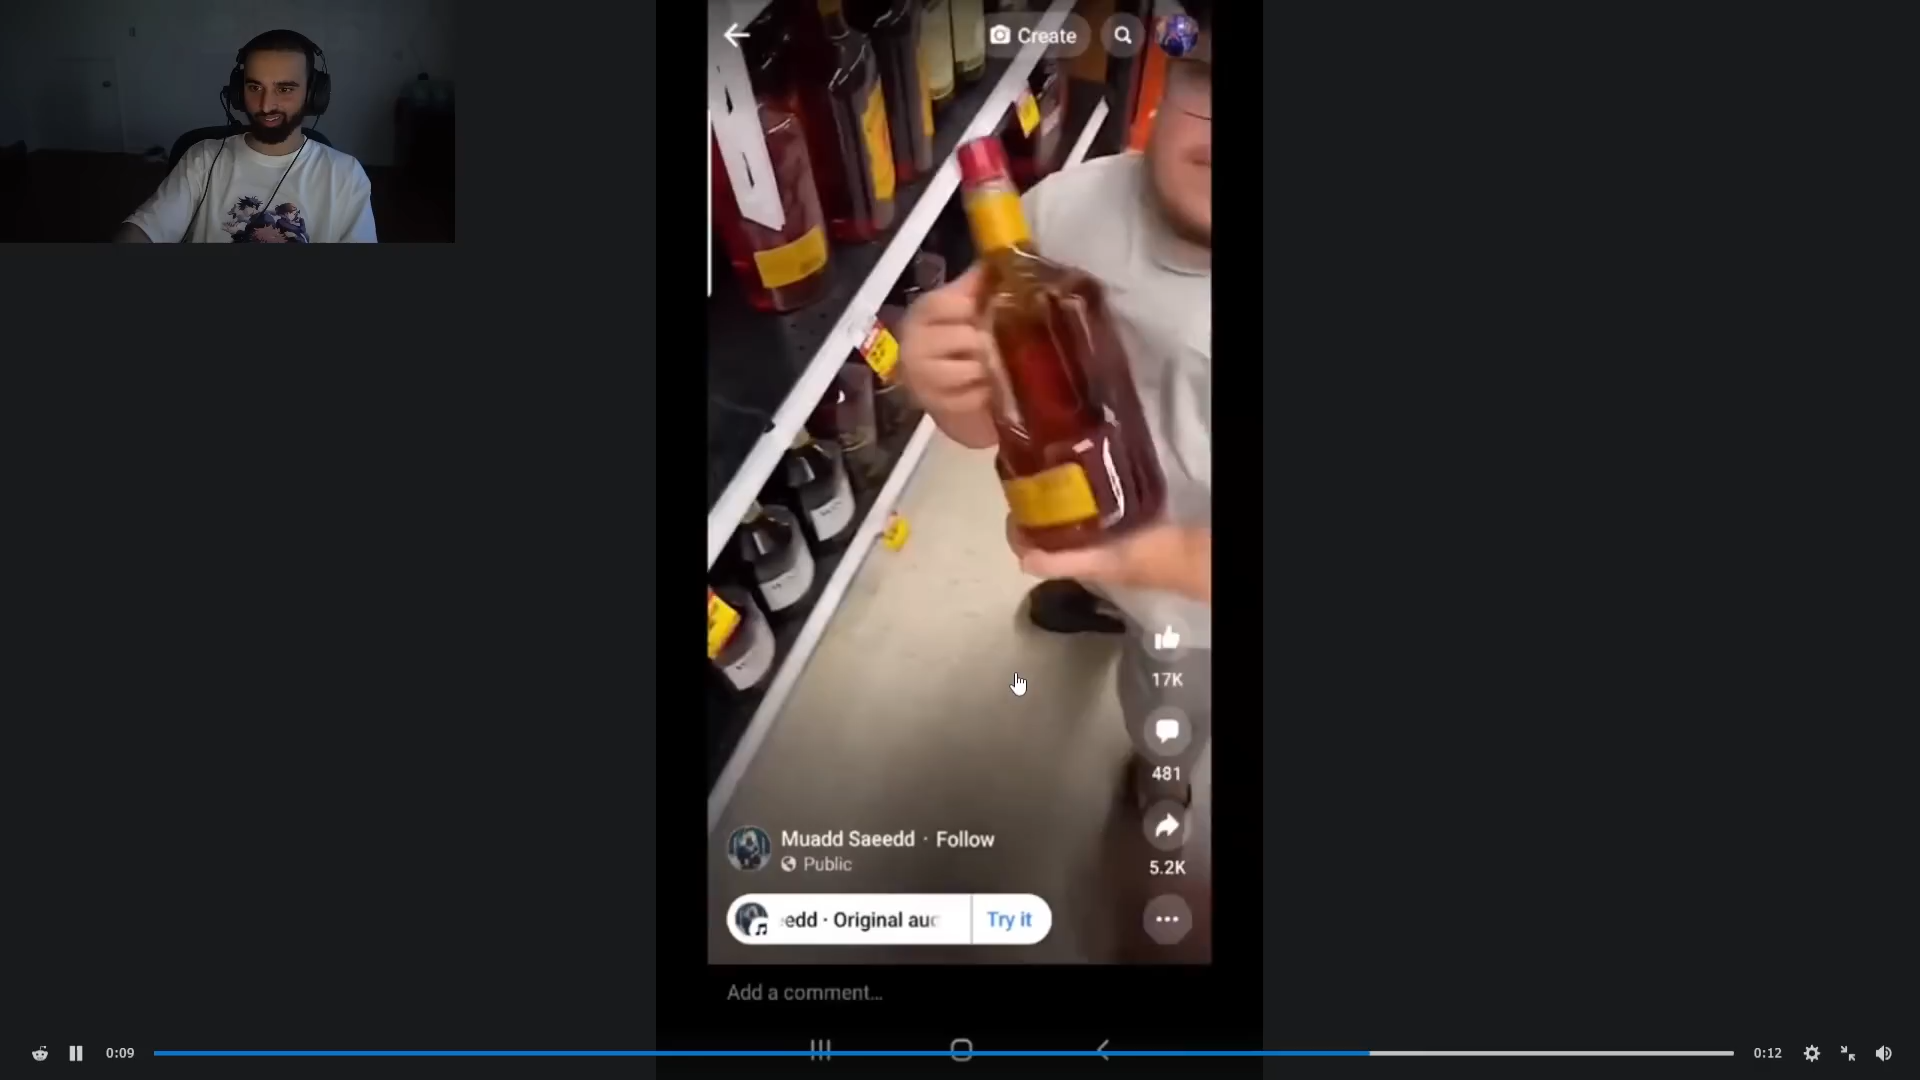 Create
17K
481
5.2K
Muadd Saeedd · Follow
Public
edd · Original au
Try it
Add a comment...
0:09
0:12